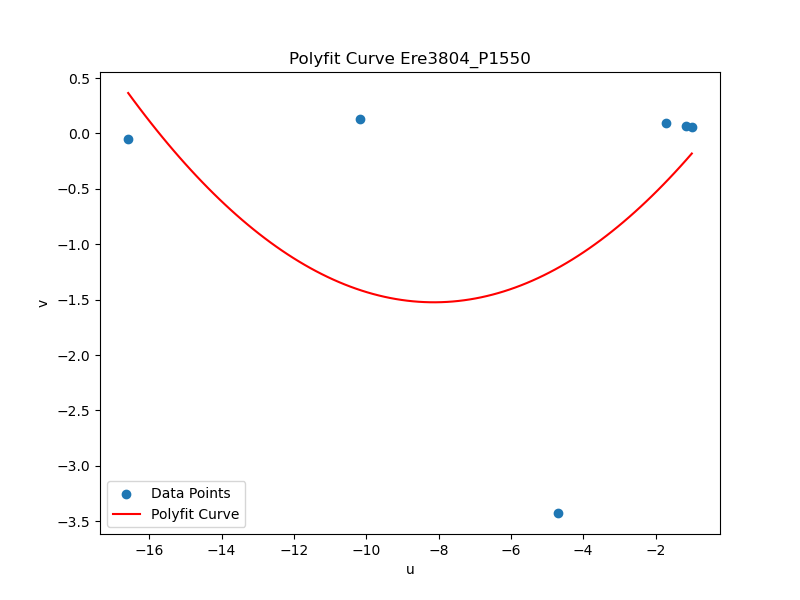 Polyfit Curve Ere3804_P1550
0.5
0.0
−0.5
−1.0
−1.5
−2.0
−2.5
−3.0
−3.5
v
Data Points
Polyfit Curve
−16 −14 −12 −10 −8 −6 −4 −2
u